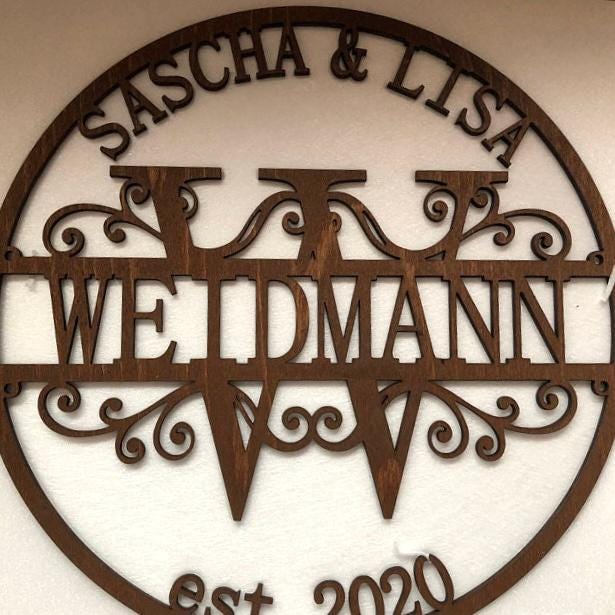 SASCHA & LISA
W
WEIDMANN
est. 2020